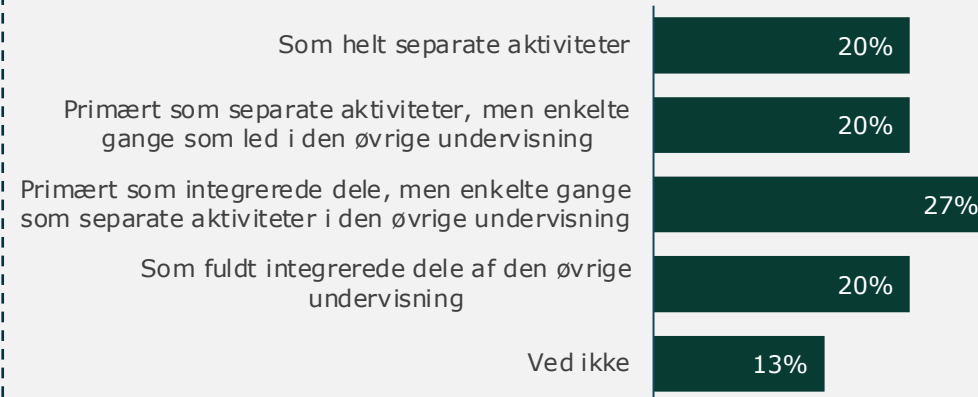 Som helt separate aktiviteter
20%
Primært som separate aktiviteter, men enkelte
gange som led i den øvrige undervisning
20%
Primært som integrerede dele, men enkelte gange
som separate aktiviteter i den øvrige undervisning
27%
Som fuldt integrerede dele af den øvrige
undervisning
20%
Ved ikke
13%